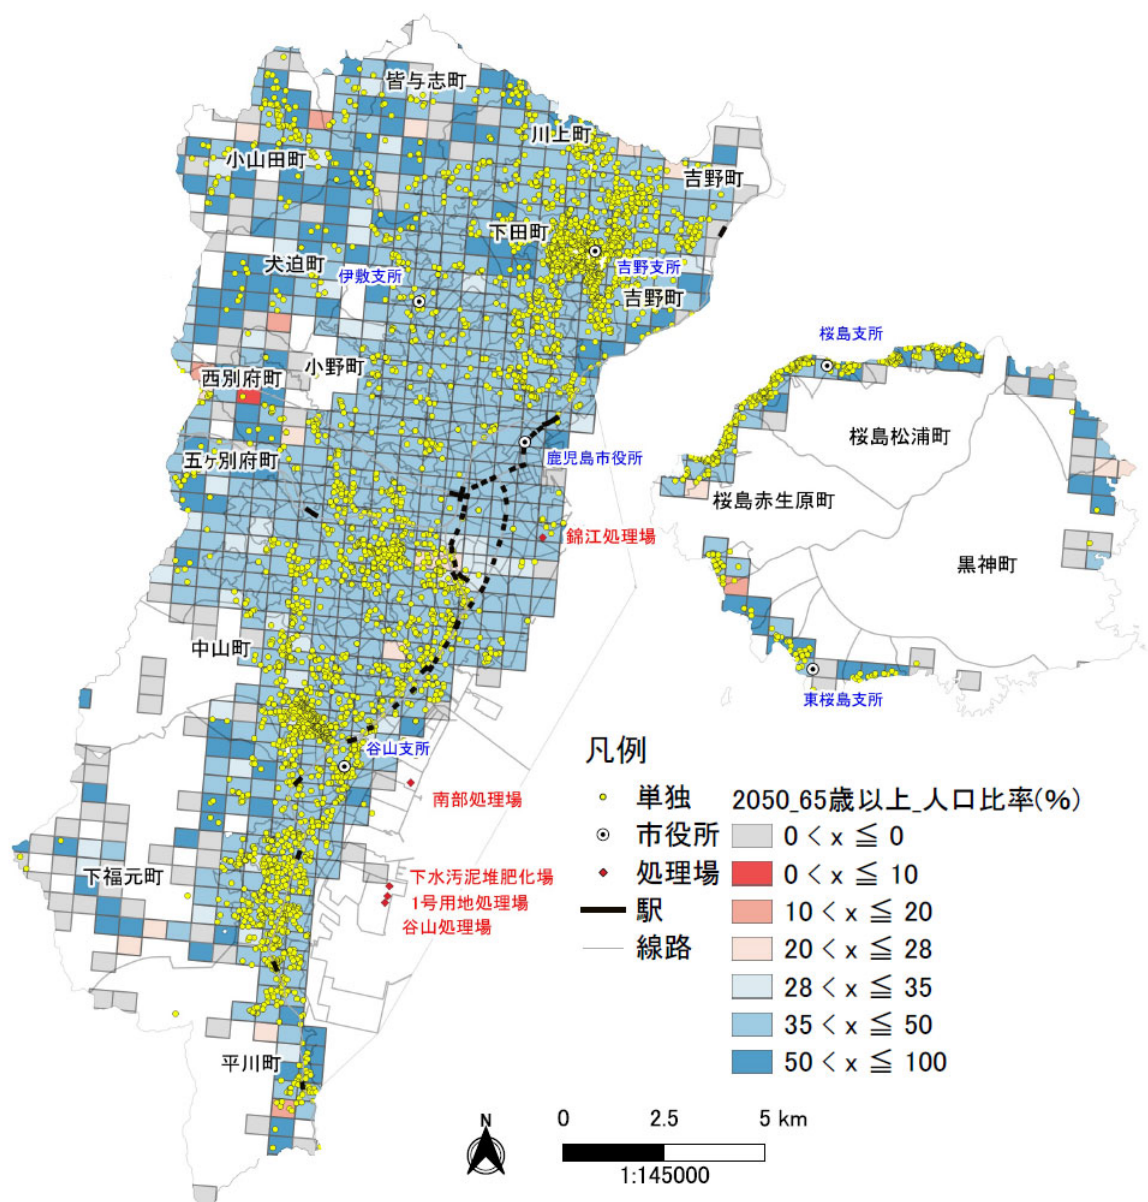 皆与志町
川上町
小山田町
吉野町
下田町
犬迫町
伊敷支所
吉野支所
吉野町
桜島支所
小野町
西別府町
桜島松浦町
五ヶ別府町
鹿児島市役所
桜島赤生原町
錦江処理場
黒神町
中山町
東桜島支所
谷山支所
南部処理場
下福元町
下水汚泥堆肥化場
1号用地処理場
谷山処理場
平川町
凡例
単独
市役所
処理場
駅
線路
2050_65歳以上_人口比率(%)
0 < x ≦ 0
0 < x ≦ 10
10 < x ≦ 20
20 < x ≦ 28
28 < x ≦ 35
35 < x ≦ 50
50 < x ≦ 100
N
0 2.5 5 km
1:145000